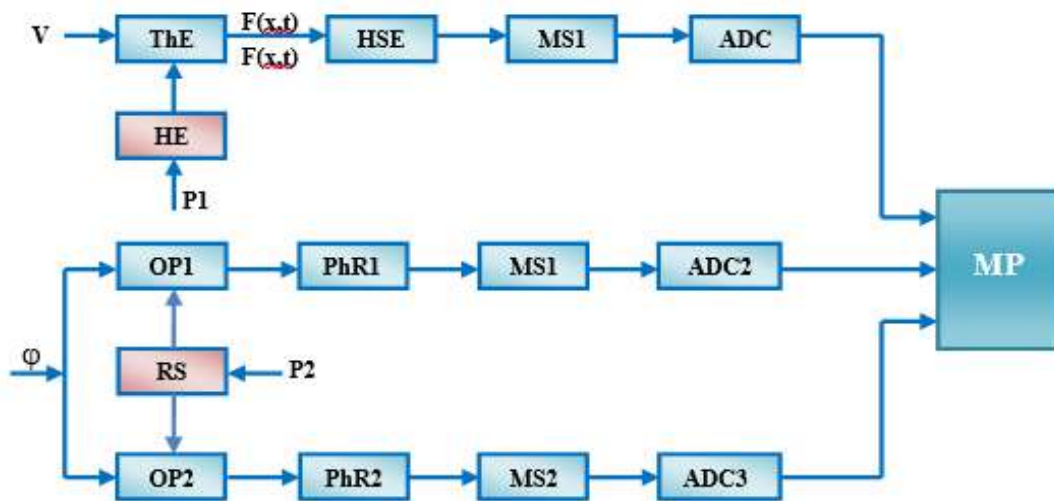 V
ThE
F(x,t)
F(x,t)
HSE
MS1
ADC
HE
P1
MP
OP1
PhR1
MS1
ADC2
φ
RS
P2
OP2
PhR2
MS2
ADC3